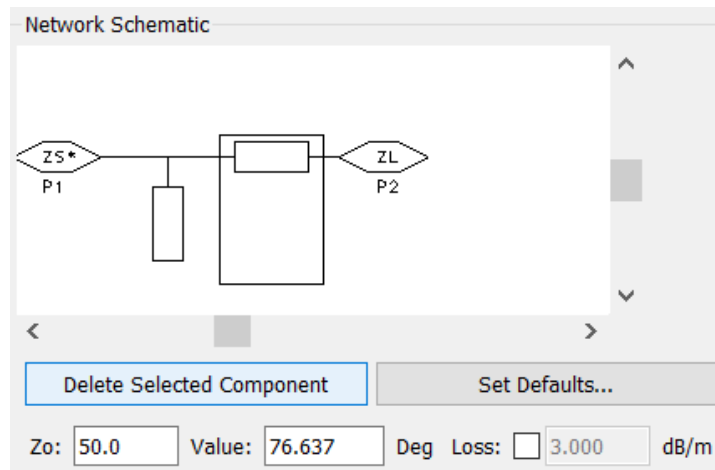 Network Schematic
ZS* ZL
P1 P2
Delete Selected Component Set Defaults...
Zo: 50.0 Value: 76.637 Deg Loss: 3.000 dB/m